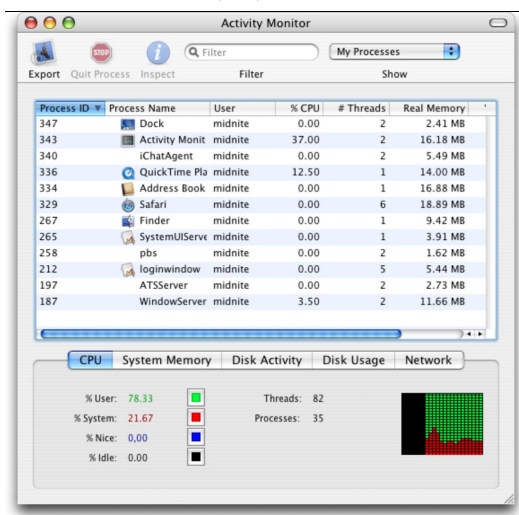 Activity Monitor
STOP
Filter
My Processes
Export Quit Process Inspect Filter Show
Process ID Process Name User % CPU # Threads Real Memory
347 Dock midnite 0.00 2 2.41 MB
343 Activity Monit midnite 37.00 2 16.18 MB
340 iChatAgent midnite 0.00 2 5.49 MB
336 QuickTime Pla midnite 12.50 1 14.00 MB
334 Address Book midnite 0.00 1 16.88 MB
329 Safari midnite 0.00 6 18.89 MB
267 Finder midnite 0.00 1 9.42 MB
265 SystemUIServe midnite 0.00 1 3.91 MB
258 pbs midnite 0.00 2 1.62 MB
212 loginwindow midnite 0.00 5 5.44 MB
197 ATSServer midnite 0.00 2 2.73 MB
187 WindowServer midnite 3.50 2 11.66 MB
CPU System Memory Disk Activity Disk Usage Network
% User: 78.33 Threads: 82
% System: 21.67 Processes: 35
% Nice: 0,00
% Idle: 0.00